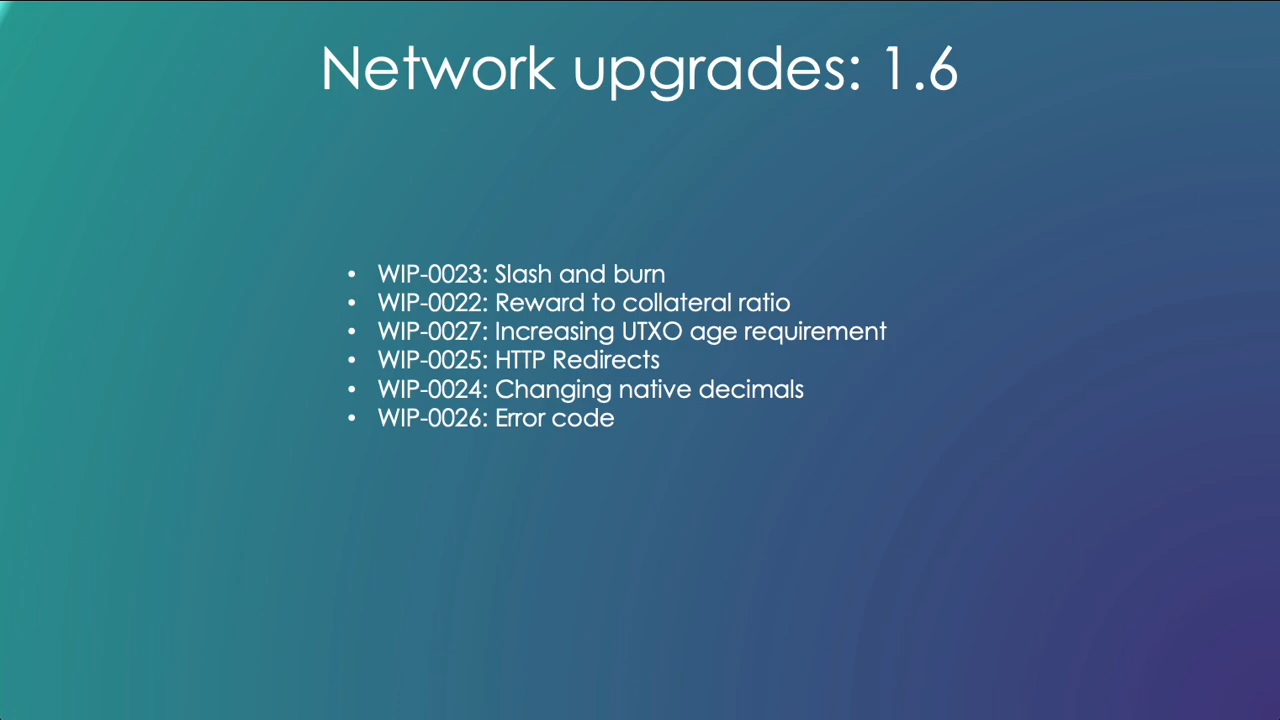 Network upgrades: 1.6
• WIP-0023: Slash and burn
• WIP-0022: Reward to collateral ratio
• WIP-0027: Increasing UTXO age requirement
• WIP-0025: HTTP Redirects
• WIP-0024: Changing native decimals
• WIP-0026: Error code